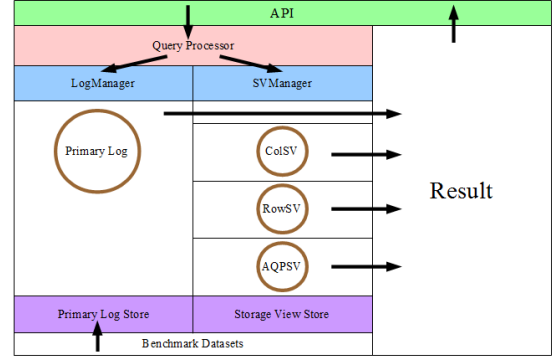 API
Query Processor
LogManager
SVManager
Primary Log
ColSV
RowSV
AQPSV
Result
Primary Log Store
Storage View Store
Benchmark Datasets